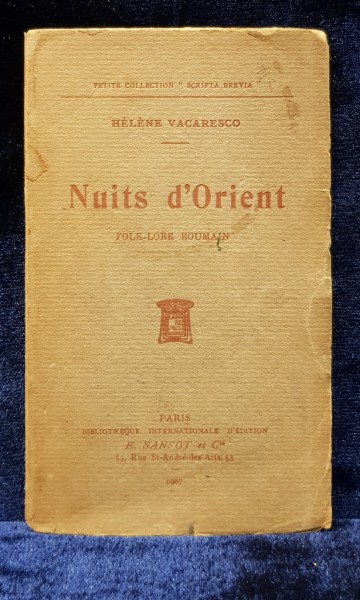 PETITE COLLECTION " SCRIPTA BREVIA "
HÉLÈNE VACARESCO
Nuits d'Orient
FOLK-LORE ROUMAIN
PARIS
BIBLIOTHÈQUE INTERNATIONALE D'ÉDITION
E. SANSOT et Cie
53, Rue St-André-des-Arts, 53
1907